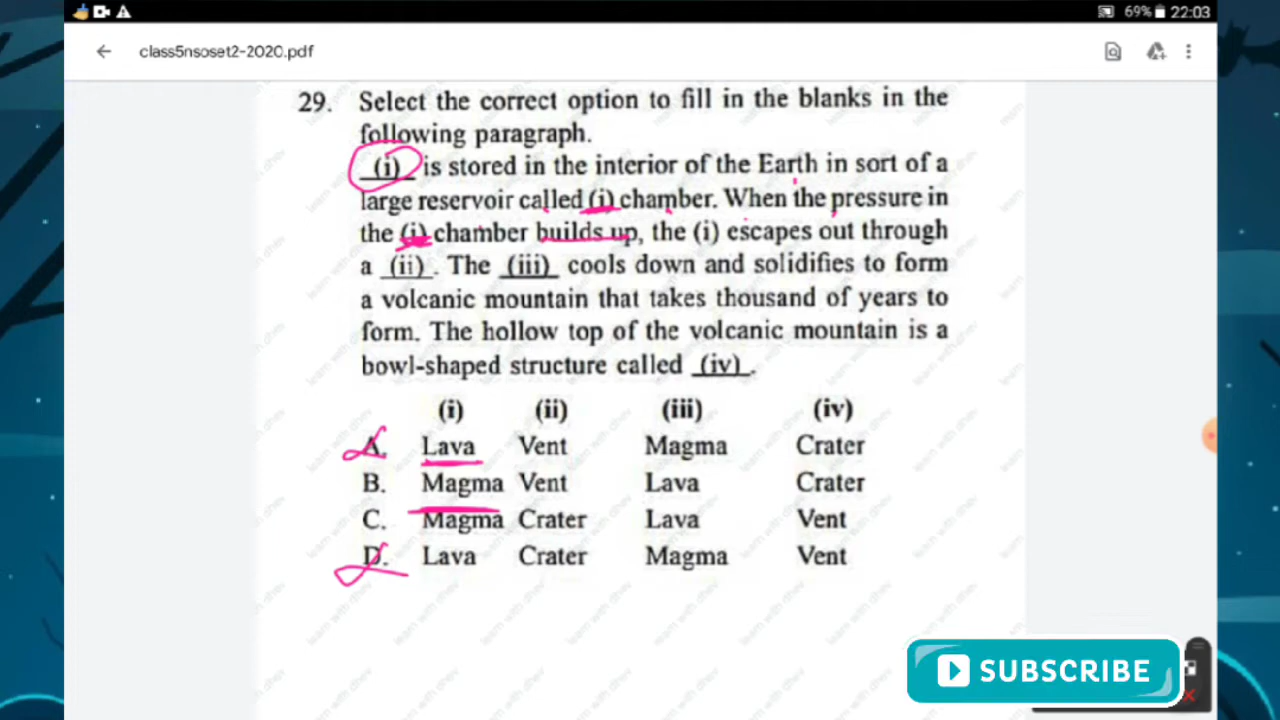 69% 22:03
class5nsoset2-2020.pdf
29. Select the correct option to fill in the blanks in the
following paragraph.
(i) is stored in the interior of the Earth in sort of a
large reservoir called (i) chamber. When the pressure in
the (i) chamber builds up, the (i) escapes out through
a (ii). The (iii) cools down and solidifies to form
a volcanic mountain that takes thousand of years to
form. The hollow top of the volcanic mountain is a
bowl-shaped structure called (iv).
(i) (ii) (iii) (iv)
A. Lava Vent Magma Crater
B. Magma Vent Lava Crater
C. Magma Crater Lava Vent
D. Lava Crater Magma Vent
learn with dhev
SUBSCRIBE